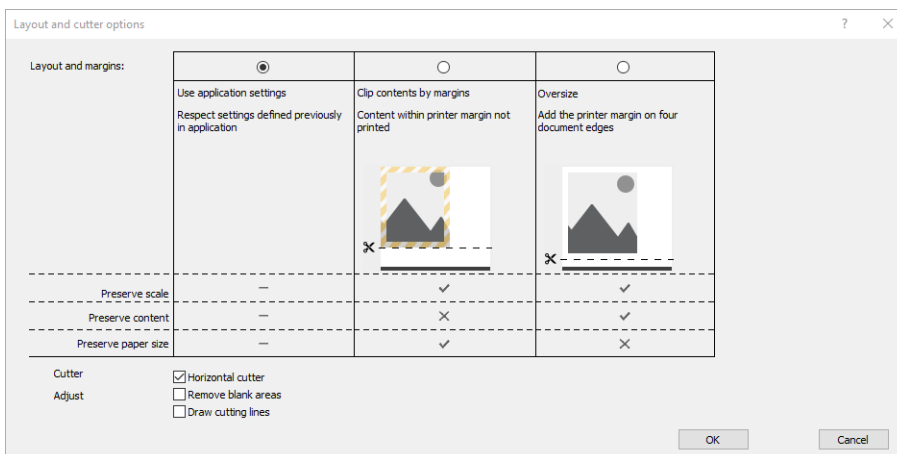 Layout and cutter options
Layout and margins:
Use application settings
Respect settings defined previously
in application
Clip contents by margins
Content within printer margin not
printed
Oversize
Add the printer margin on four
document edges
Preserve scale
Preserve content
Preserve paper size
Cutter
Horizontal cutter
Adjust
Remove blank areas
Draw cutting lines
OK
Cancel